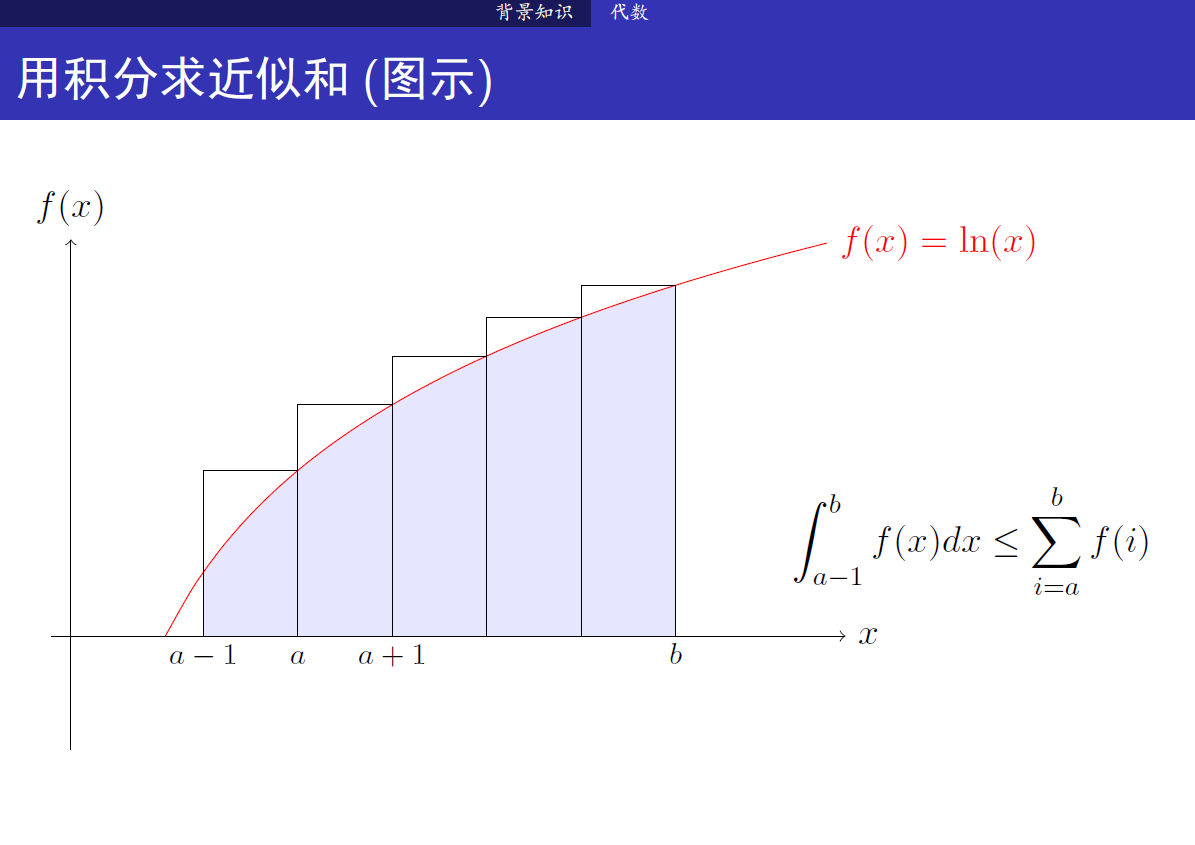 背景知识 代数
用积分求近似和 (图示)
f(x)
f(x) = ln(x)
∫_{a−1}^{b} f(x)dx ≤ ∑_{i=a}^{b} f(i)
x
a − 1 a a + 1 b